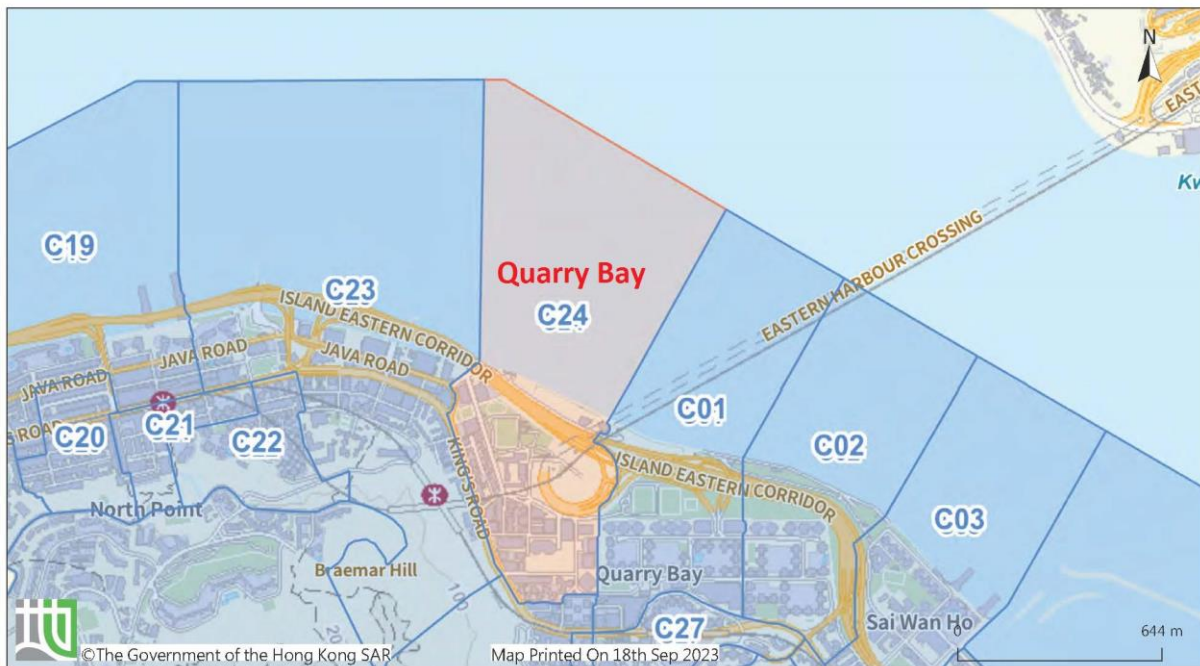 N
EAST
Kw
C19
C23
Quarry Bay
C24
EASTERN HARBOUR CROSSING
ISLAND EASTERN CORRIDOR
JAVA ROAD
JAVA ROAD
JAVA ROAD
S ROAD
C20
C21
C22
C01
C02
C03
KING'S ROAD
ISLAND EASTERN CORRIDOR
North Point
Braemar Hill
100
Quarry Bay
C27
Sai Wan Ho
0
644 m
©The Government of the Hong Kong SAR
Map Printed On 18th Sep 2023